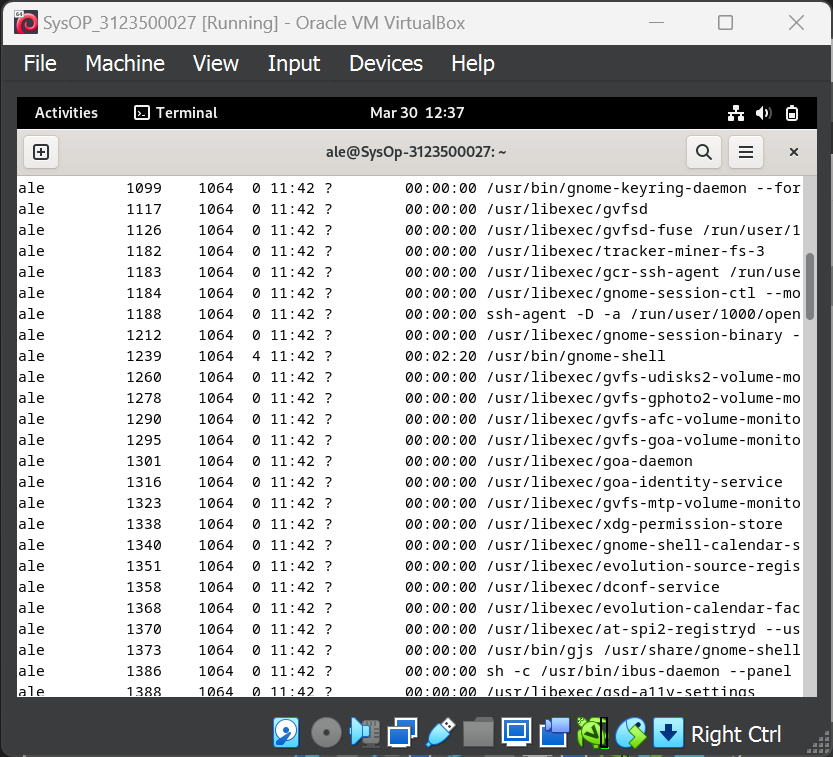 SysOP_3123500027 [Running] - Oracle VM VirtualBox
File Machine View Input Devices Help
Activities Terminal Mar 30 12:37
ale@SysOp-3123500027: ~
ale 1099 1064 0 11:42 ? 00:00:00 /usr/bin/gnome-keyring-daemon --for
ale 1117 1064 0 11:42 ? 00:00:00 /usr/libexec/gvfsd
ale 1126 1064 0 11:42 ? 00:00:00 /usr/libexec/gvfsd-fuse /run/user/1
ale 1182 1064 0 11:42 ? 00:00:00 /usr/libexec/tracker-miner-fs-3
ale 1183 1064 0 11:42 ? 00:00:00 /usr/libexec/gcr-ssh-agent /run/use
ale 1184 1064 0 11:42 ? 00:00:00 /usr/libexec/gnome-session-ctl --mo
ale 1188 1064 0 11:42 ? 00:00:00 ssh-agent -D -a /run/user/1000/open
ale 1212 1064 0 11:42 ? 00:00:00 /usr/libexec/gnome-session-binary -
ale 1239 1064 4 11:42 ? 00:02:20 /usr/bin/gnome-shell
ale 1260 1064 0 11:42 ? 00:00:00 /usr/libexec/gvfs-udisks2-volume-mo
ale 1278 1064 0 11:42 ? 00:00:00 /usr/libexec/gvfs-gphoto2-volume-mo
ale 1290 1064 0 11:42 ? 00:00:00 /usr/libexec/gvfs-afc-volume-monito
ale 1295 1064 0 11:42 ? 00:00:00 /usr/libexec/gvfs-goa-volume-monito
ale 1301 1064 0 11:42 ? 00:00:00 /usr/libexec/goa-daemon
ale 1316 1064 0 11:42 ? 00:00:00 /usr/libexec/goa-identity-service
ale 1323 1064 0 11:42 ? 00:00:00 /usr/libexec/gvfs-mtp-volume-monito
ale 1338 1064 0 11:42 ? 00:00:00 /usr/libexec/xdg-permission-store
ale 1340 1064 0 11:42 ? 00:00:00 /usr/libexec/gnome-shell-calendar-s
ale 1351 1064 0 11:42 ? 00:00:00 /usr/libexec/evolution-source-regis
ale 1358 1064 0 11:42 ? 00:00:00 /usr/libexec/dconf-service
ale 1368 1064 0 11:42 ? 00:00:00 /usr/libexec/evolution-calendar-fac
ale 1370 1064 0 11:42 ? 00:00:00 /usr/libexec/at-spi2-registryd --us
ale 1373 1064 0 11:42 ? 00:00:00 /usr/bin/gjs /usr/share/gnome-shell
ale 1386 1064 0 11:42 ? 00:00:00 sh -c /usr/bin/ibus-daemon --panel
ale 1388 1064 0 11:42 ? 00:00:00 /usr/libexec/gsd-a11y-settings
Right Ctrl